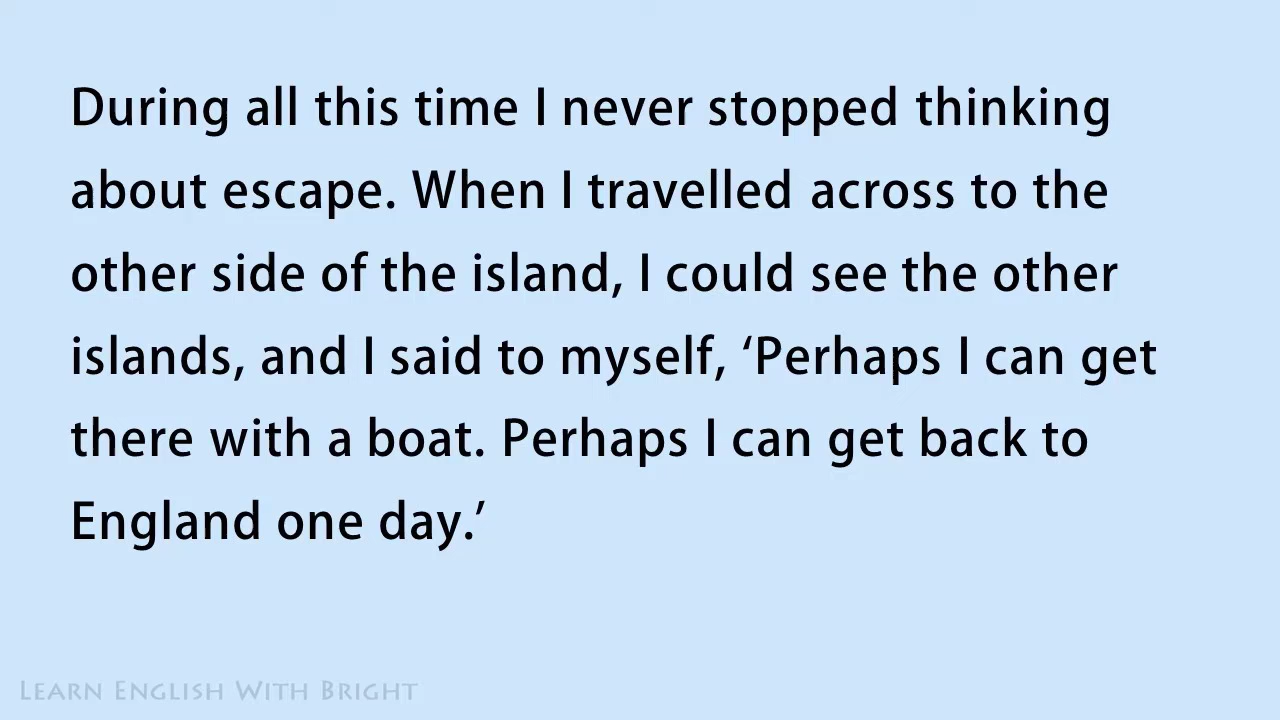 During all this time I never stopped thinking
about escape. When I travelled across to the
other side of the island, I could see the other
islands, and I said to myself, ‘Perhaps I can get
there with a boat. Perhaps I can get back to
England one day.’
Learn English With Bright